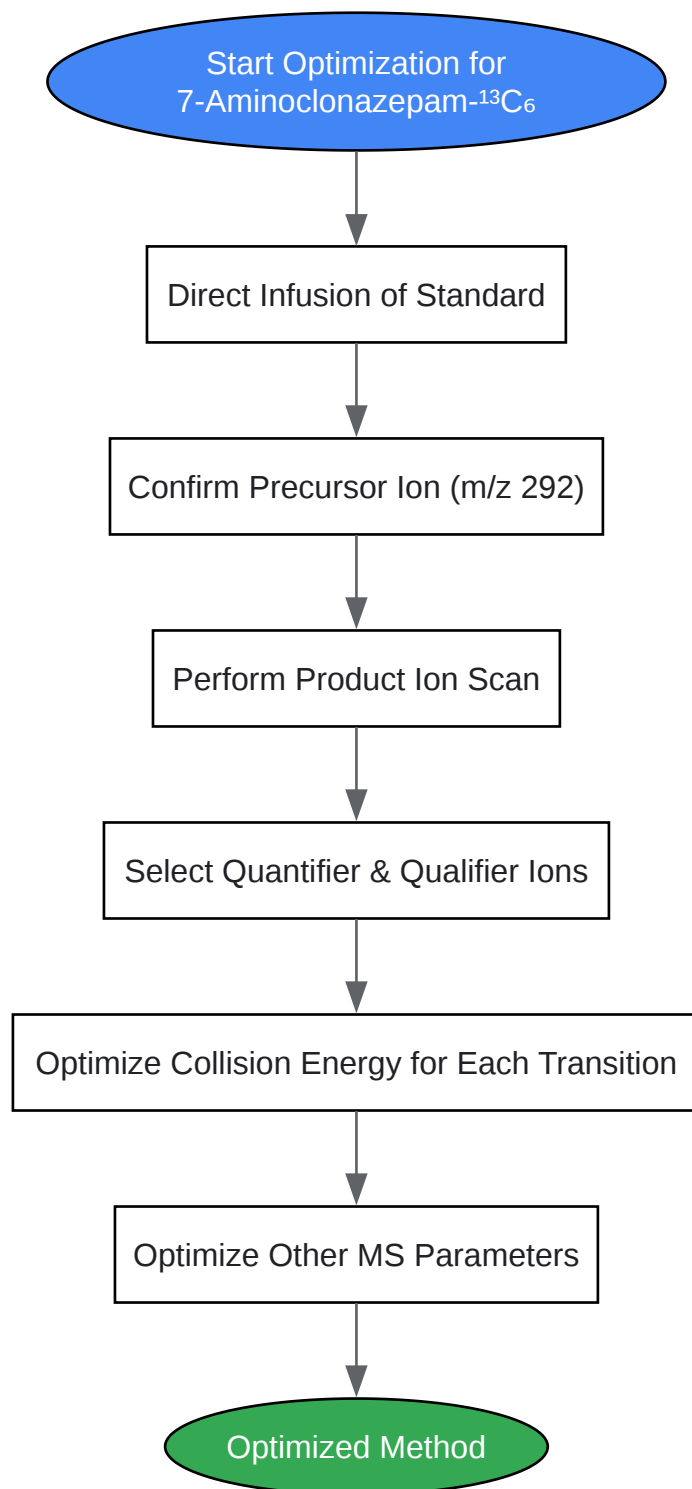 Start Optimization for
7-Aminoclonazepam-¹³C₆
Direct Infusion of Standard
Confirm Precursor Ion (m/z 292)
Perform Product Ion Scan
Select Quantifier & Qualifier Ions
Optimize Collision Energy for Each Transition
Optimize Other MS Parameters
Optimized Method